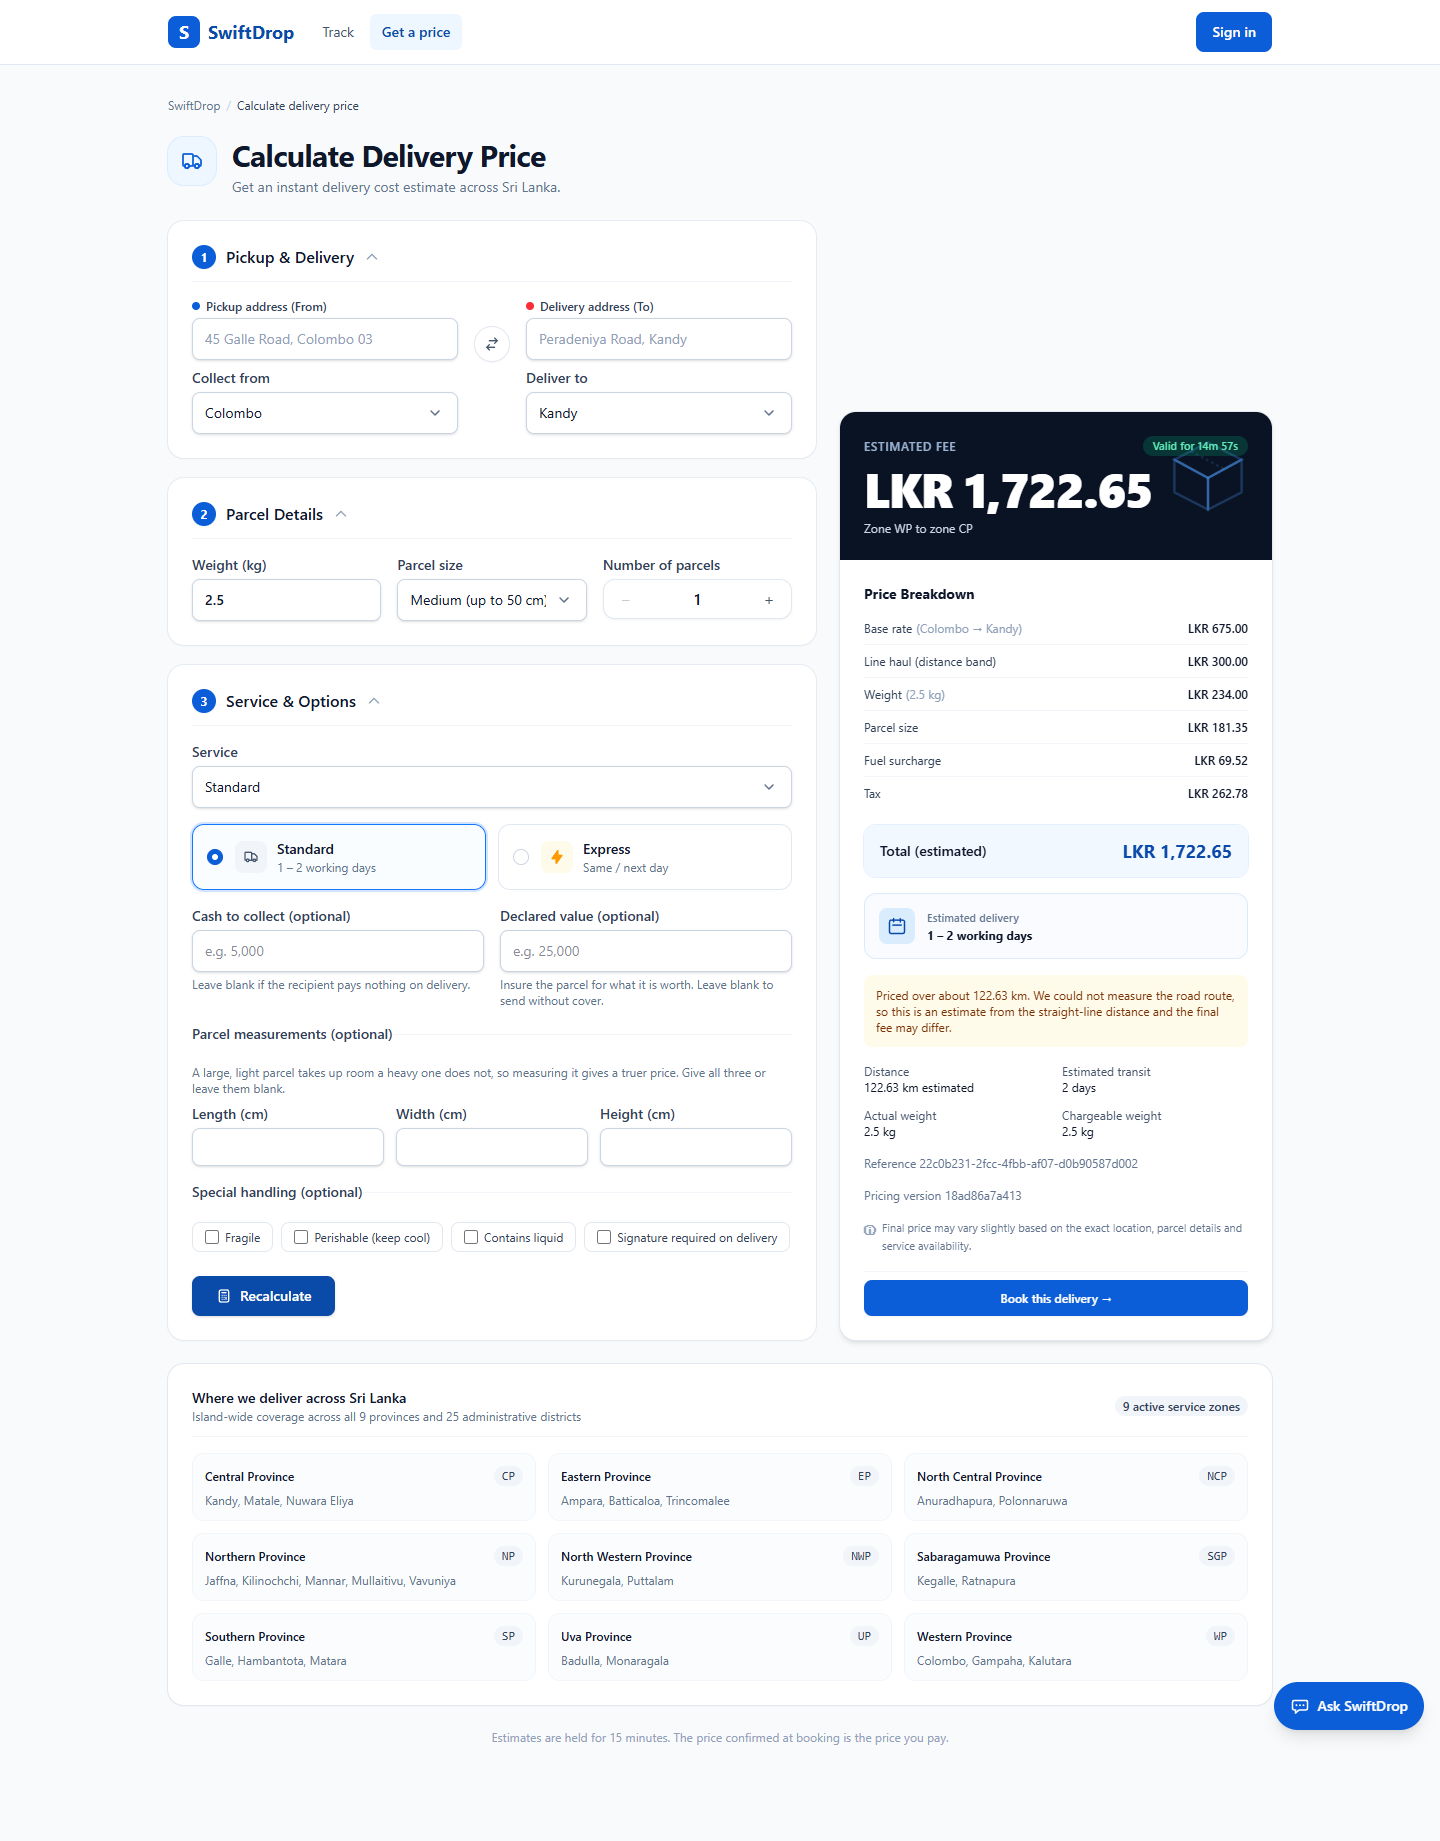 S SwiftDrop
Track
Get a price
Sign in
SwiftDrop / Calculate delivery price
Calculate Delivery Price
Get an instant delivery cost estimate across Sri Lanka.
1 Pickup & Delivery
Pickup address (From)
45 Galle Road, Colombo 03
Delivery address (To)
Peradeniya Road, Kandy
Collect from
Colombo
Deliver to
Kandy
2 Parcel Details
Weight (kg)
2.5
Parcel size
Medium (up to 50 cm)
Number of parcels
− 1 +
3 Service & Options
Service
Standard
Standard
1 – 2 working days
Express
Same / next day
Cash to collect (optional)
e.g. 5,000
Leave blank if the recipient pays nothing on delivery.
Declared value (optional)
e.g. 25,000
Insure the parcel for what it is worth. Leave blank to
send without cover.
Parcel measurements (optional)
A large, light parcel takes up room a heavy one does not, so measuring it gives a truer price. Give all three or
leave them blank.
Length (cm)
Width (cm)
Height (cm)
Special handling (optional)
Fragile
Perishable (keep cool)
Contains liquid
Signature required on delivery
Recalculate
ESTIMATED FEE
Valid for 14m 57s
LKR 1,722.65
Zone WP to zone CP
Price Breakdown
Base rate (Colombo → Kandy) LKR 675.00
Line haul (distance band) LKR 300.00
Weight (2.5 kg) LKR 234.00
Parcel size LKR 181.35
Fuel surcharge LKR 69.52
Tax LKR 262.78
Total (estimated) LKR 1,722.65
Estimated delivery
1 – 2 working days
Priced over about 122.63 km. We could not measure the road route,
so this is an estimate from the straight-line distance and the final
fee may differ.
Distance
122.63 km estimated
Estimated transit
2 days
Actual weight
2.5 kg
Chargeable weight
2.5 kg
Reference 22c0b231-2fcc-4fbb-af07-d0b90587d002
Pricing version 18ad86a7a413
Final price may vary slightly based on the exact location, parcel details and
service availability.
Book this delivery →
Where we deliver across Sri Lanka
Island-wide coverage across all 9 provinces and 25 administrative districts
9 active service zones
Central Province CP
Kandy, Matale, Nuwara Eliya
Eastern Province EP
Ampara, Batticaloa, Trincomalee
North Central Province NCP
Anuradhapura, Polonnaruwa
Northern Province NP
Jaffna, Kilinochchi, Mannar, Mullaitivu, Vavuniya
North Western Province NWP
Kurunegala, Puttalam
Sabaragamuwa Province SGP
Kegalle, Ratnapura
Southern Province SP
Galle, Hambantota, Matara
Uva Province UP
Badulla, Monaragala
Western Province WP
Colombo, Gampaha, Kalutara
Ask SwiftDrop
Estimates are held for 15 minutes. The price confirmed at booking is the price you pay.